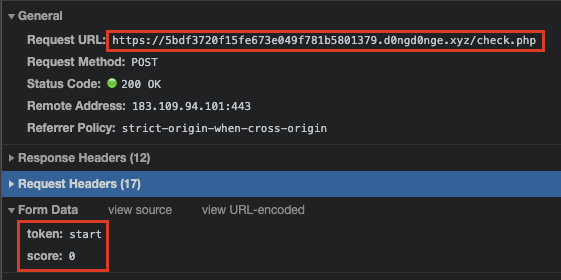 General
Request URL: https://5bdf3720f15fe673e049f781b5801379.d0ngd0nge.xyz/check.php
Request Method: POST
Status Code: 200 OK
Remote Address: 183.109.94.101:443
Referrer Policy: strict-origin-when-cross-origin
Response Headers (12)
Request Headers (17)
Form Data view source view URL-encoded
token: start
score: 0